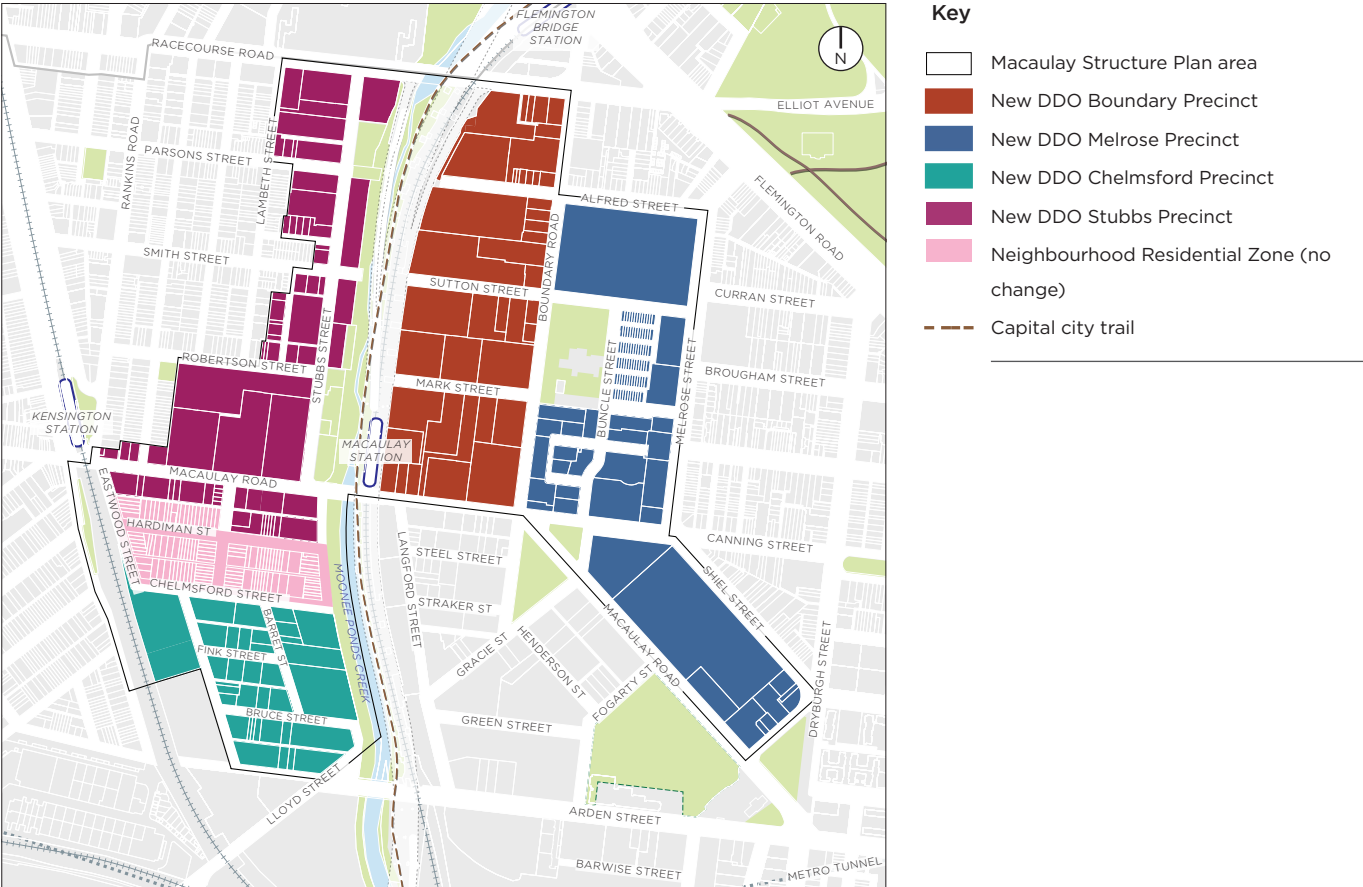 FLEMINGTON
BRIDGE
STATION
N
RACECOURSE ROAD
ELLIOT AVENUE
RANKINS ROAD
PARSONS STREET
LAMBETH STREET
FLEMINGTON ROAD
ALFRED STREET
SMITH STREET
BOUNDARY ROAD
SUTTON STREET
CURRAN STREET
STUBBS STREET
ROBERTSON STREET
BUNCLE STREET
MELROSE STREET
BROUGHAM STREET
MARK STREET
KENSINGTON
STATION
MACAULAY
STATION
MACAULAY ROAD
EASTWOOD STREET
HARDIMAN ST
CANNING STREET
STEEL STREET
LANGFORD STREET
SHIEL STREET
CHELMSFORD STREET
MOONEE PONDS CREEK
STRAKER ST
MACAULAY ROAD
BARRET ST
FINK STREET
GRACIE ST
HENDERSON ST
FOGARTY ST
DRYBURGH STREET
BRUCE STREET
GREEN STREET
LLOYD STREET
ARDEN STREET
BARWISE STREET
METRO TUNNEL
Key
Macaulay Structure Plan area
New DDO Boundary Precinct
New DDO Melrose Precinct
New DDO Chelmsford Precinct
New DDO Stubbs Precinct
Neighbourhood Residential Zone (no
change)
Capital city trail